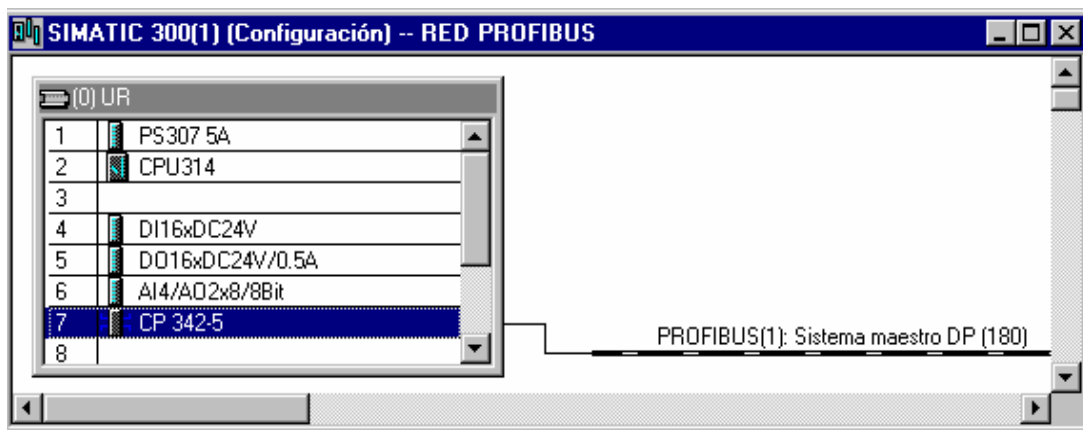 SIMATIC 300(1) (Configuración) -- RED PROFIBUS
(0) UR
1 PS307 5A
2 CPU314
3
4 DI16xDC24V
5 DO16xDC24V/0.5A
6 AI4/AO2x8/8Bit
7 CP 342-5
8
PROFIBUS(1): Sistema maestro DP (180)